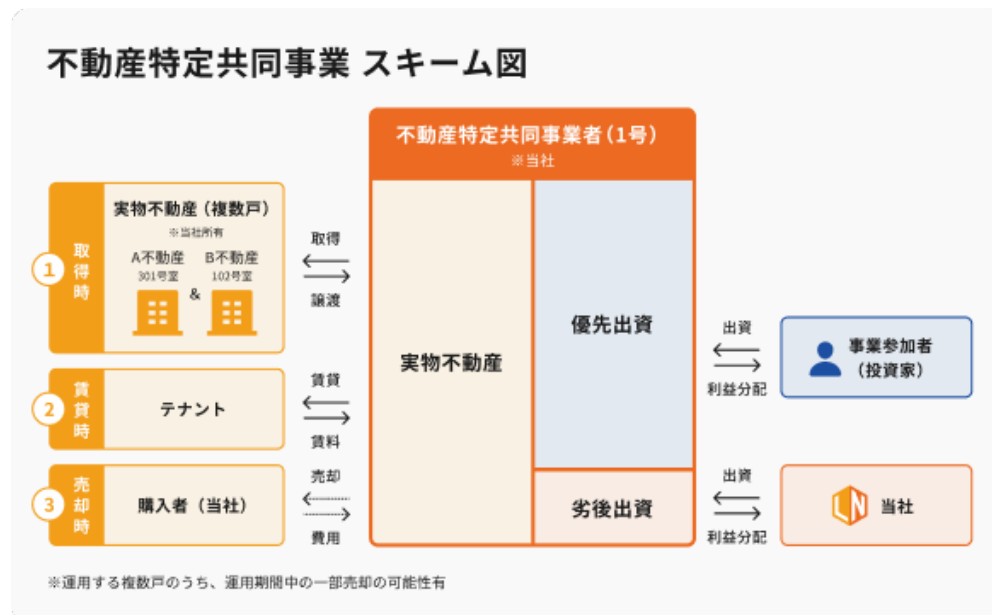 不動産特定共同事業 スキーム図
不動産特定共同事業者(1号)
※当社
1
取得時
実物不動産(複数戸)
※当社所有
A不動産
301号室
&
B不動産
102号室
取得
譲渡
2
賃貸時
テナント
賃貸
賃料
3
売却時
購入者(当社)
売却
費用
実物不動産
優先出資
劣後出資
出資
利益分配
事業参加者
(投資家)
出資
利益分配
LN
当社
※運用する複数戸のうち、運用期間中の一部売却の可能性有